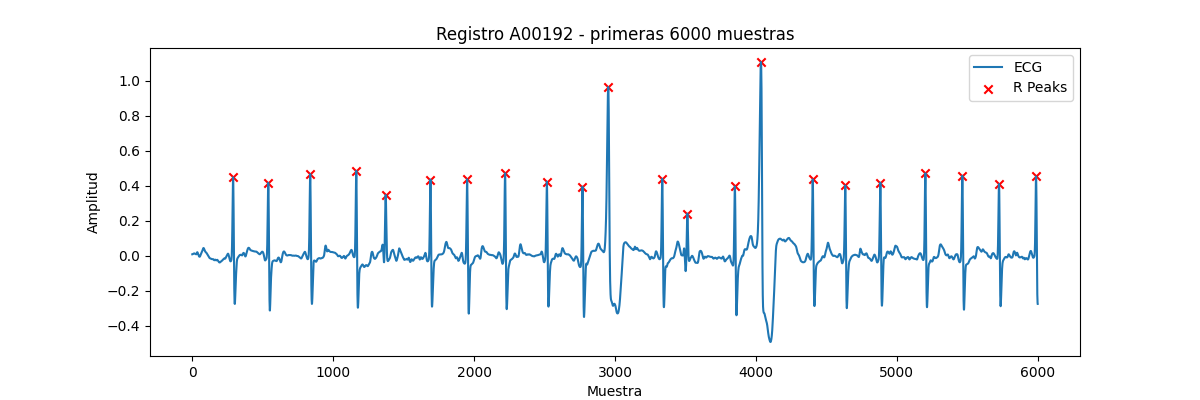 Registro A00192 - primeras 6000 muestras
ECG
R Peaks
1.0
0.8
0.6
0.4
0.2
0.0
−0.2
−0.4
Amplitud
0 1000 2000 3000 4000 5000 6000
Muestra